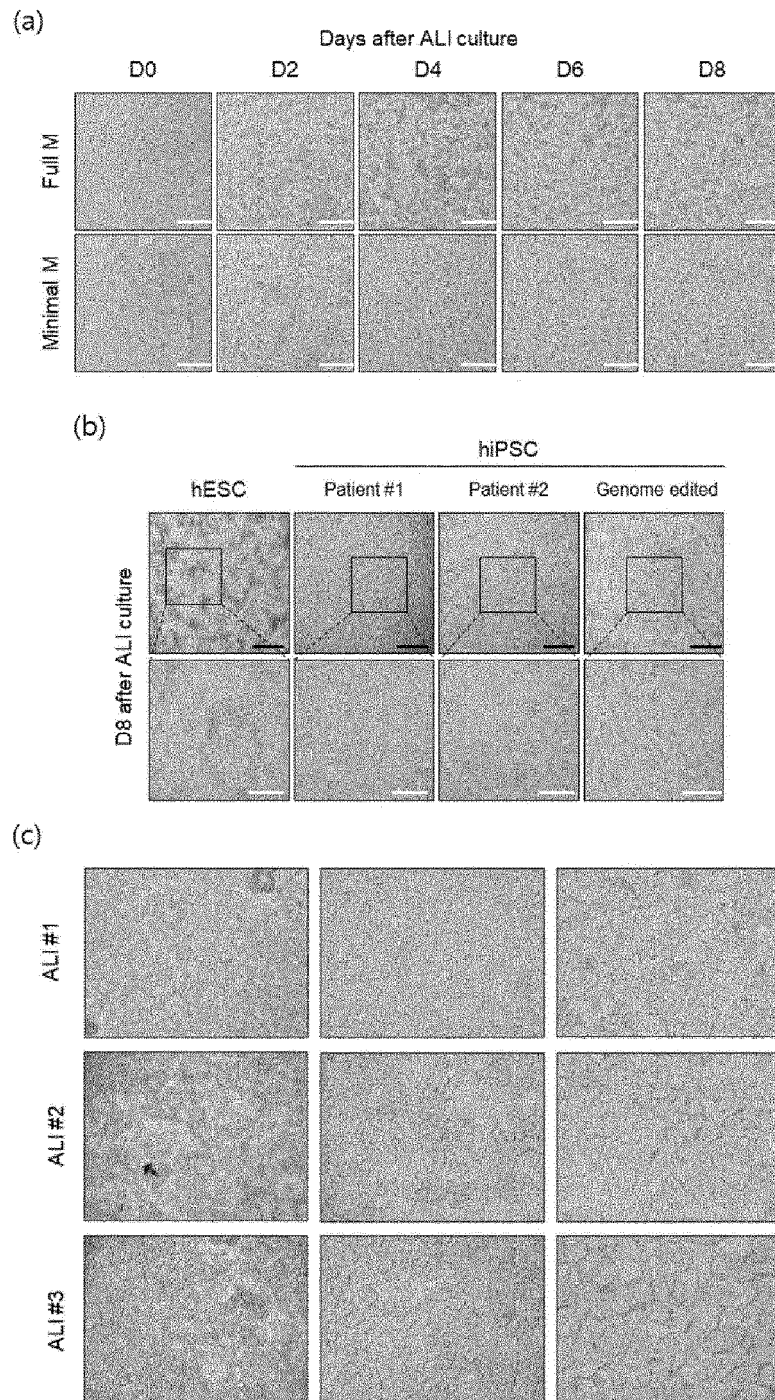 (a)
Days after ALI culture
D0 D2 D4 D6 D8
Full M
Minimal M
(b)
hiPSC
hESC Patient #1 Patient #2 Genome edited
D8 after ALI culture
(c)
ALI #1
ALI #2
ALI #3